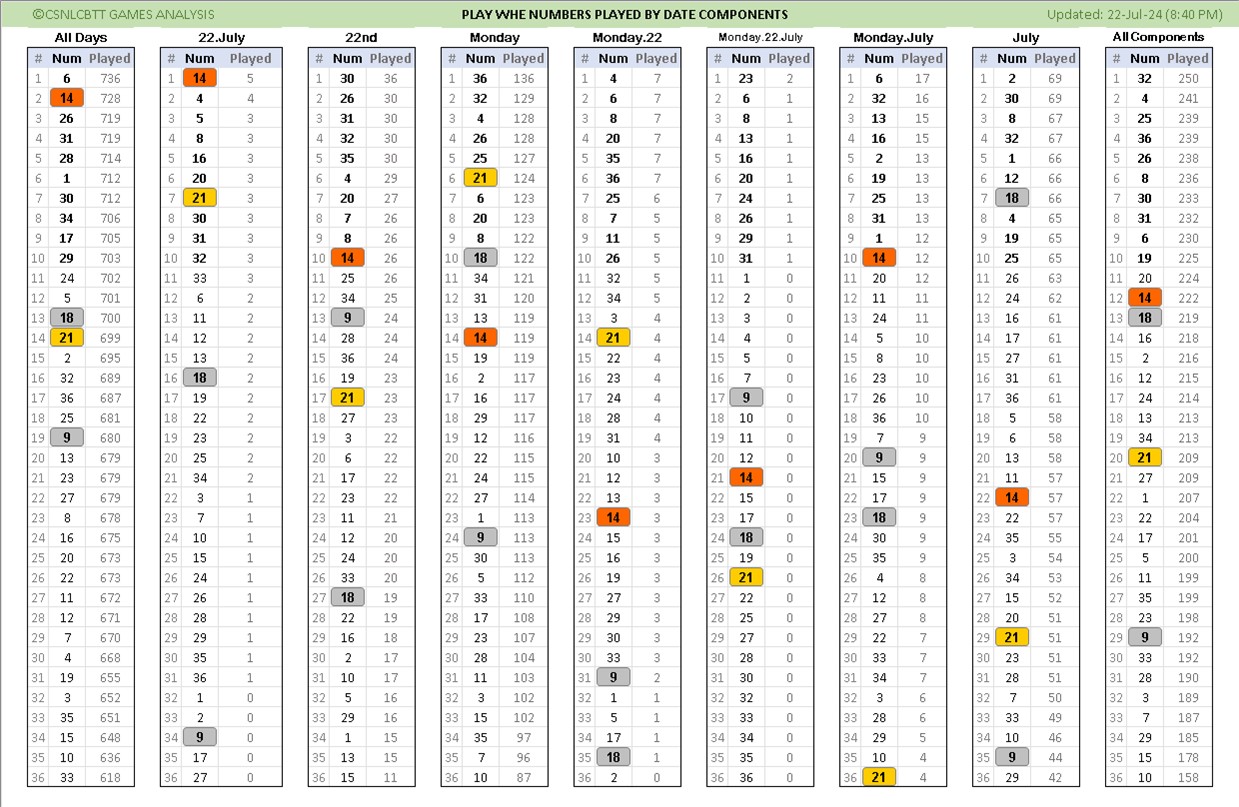 ©CSNLCBTT GAMES ANALYSIS PLAY WHE NUMBERS PLAYED BY DATE COMPONENTS Updated: 22-Jul-24 (8:40 PM)
All Days 22.July 22nd Monday Monday.22 Monday.22.July Monday.July July All Components
# Num Played # Num Played # Num Played # Num Played # Num Played # Num Played # Num Played # Num Played # Num Played
1 6 736 1 14 5 1 30 36 1 36 136 1 4 7 1 23 2 1 6 17 1 2 69 1 32 250
2 14 728 2 4 4 2 26 30 2 32 129 2 6 7 2 6 1 2 32 16 2 30 69 2 4 241
3 26 719 3 5 3 3 31 30 3 4 128 3 8 7 3 8 1 3 13 15 3 8 67 3 25 239
4 31 719 4 8 3 4 32 30 4 26 128 4 20 7 4 13 1 4 16 15 4 32 67 4 36 239
5 28 714 5 16 3 5 35 30 5 25 127 5 35 7 5 16 1 5 2 13 5 1 66 5 26 238
6 1 712 6 20 3 6 4 29 6 21 124 6 36 7 6 20 1 6 19 13 6 12 66 6 8 236
7 30 712 7 21 3 7 20 27 7 6 123 7 25 6 7 24 1 7 25 13 7 18 66 7 30 233
8 34 706 8 30 3 8 7 26 8 20 123 8 7 5 8 26 1 8 31 13 8 4 65 8 31 232
9 17 705 9 31 3 9 8 26 9 8 122 9 11 5 9 29 1 9 1 12 9 19 65 9 6 230
10 29 703 10 32 3 10 14 26 10 18 122 10 26 5 10 31 1 10 14 12 10 25 65 10 19 225
11 24 702 11 33 3 11 25 26 11 34 121 11 32 5 11 1 0 11 20 12 11 26 63 11 20 224
12 5 701 12 6 2 12 34 25 12 31 120 12 34 5 12 2 0 12 11 11 12 24 62 12 14 222
13 18 700 13 11 2 13 9 24 13 13 119 13 3 4 13 3 0 13 24 11 13 16 61 13 18 219
14 21 699 14 12 2 14 28 24 14 14 119 14 21 4 14 4 0 14 5 10 14 17 61 14 16 218
15 2 695 15 13 2 15 36 24 15 19 119 15 22 4 15 5 0 15 8 10 15 27 61 15 2 216
16 32 689 16 18 2 16 19 23 16 2 117 16 23 4 16 7 0 16 23 10 16 31 61 16 12 215
17 36 687 17 19 2 17 21 23 17 16 117 17 24 4 17 9 0 17 26 10 17 36 61 17 24 214
18 25 681 18 22 2 18 27 23 18 29 117 18 28 4 18 10 0 18 36 10 18 5 58 18 13 213
19 9 680 19 23 2 19 3 22 19 12 116 19 31 4 19 11 0 19 7 9 19 6 58 19 34 213
20 13 679 20 25 2 20 6 22 20 22 115 20 10 3 20 12 0 20 9 9 20 13 58 20 21 209
21 23 679 21 34 2 21 17 22 21 24 115 21 12 3 21 14 0 21 15 9 21 11 57 21 27 209
22 27 679 22 3 1 22 23 22 22 27 114 22 13 3 22 15 0 22 17 9 22 14 57 22 1 207
23 8 678 23 7 1 23 11 21 23 1 113 23 14 3 23 17 0 23 18 9 23 22 57 23 22 204
24 16 675 24 10 1 24 12 20 24 9 113 24 15 3 24 18 0 24 30 9 24 35 55 24 17 201
25 20 673 25 15 1 25 24 20 25 30 113 25 16 3 25 19 0 25 35 9 25 3 54 25 5 200
26 22 673 26 24 1 26 33 20 26 5 112 26 19 3 26 21 0 26 4 8 26 34 53 26 11 199
27 11 672 27 26 1 27 18 19 27 33 110 27 27 3 27 22 0 27 12 8 27 15 52 27 35 199
28 12 671 28 28 1 28 22 19 28 17 108 28 29 3 28 25 0 28 27 8 28 20 51 28 23 198
29 7 670 29 29 1 29 16 18 29 23 107 29 30 3 29 27 0 29 22 7 29 21 51 29 9 192
30 4 668 30 35 1 30 2 17 30 28 104 30 33 3 30 28 0 30 33 7 30 23 51 30 33 192
31 19 655 31 36 1 31 10 17 31 11 103 31 9 2 31 30 0 31 34 7 31 28 51 31 28 190
32 3 652 32 1 0 32 5 16 32 3 102 32 1 1 32 32 0 32 3 6 32 7 50 32 3 189
33 35 651 33 2 0 33 29 16 33 15 102 33 5 1 33 33 0 33 28 6 33 33 49 33 7 187
34 15 648 34 9 0 34 1 15 34 35 97 34 17 1 34 34 0 34 29 5 34 10 46 34 29 185
35 10 636 35 17 0 35 13 15 35 7 96 35 18 1 35 35 0 35 10 4 35 9 44 35 15 178
36 33 618 36 27 0 36 15 11 36 10 87 36 2 0 36 36 0 36 21 4 36 29 42 36 10 158